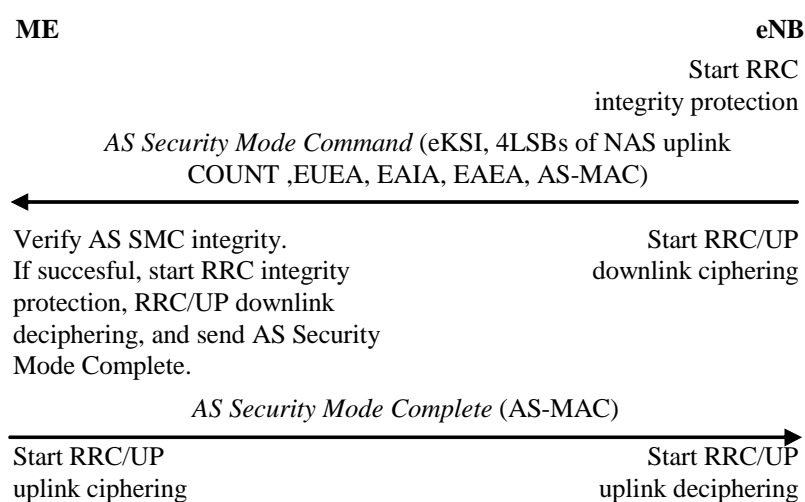 ME
eNB
Start RRC
integrity protection
AS Security Mode Command (eKSI, 4LSBs of NAS uplink
COUNT ,EUEA, EAIA, EAEA, AS-MAC)
Verify AS SMC integrity.
If succesful, start RRC integrity
protection, RRC/UP downlink
deciphering, and send AS Security
Mode Complete.
Start RRC/UP
downlink ciphering
AS Security Mode Complete (AS-MAC)
Start RRC/UP
uplink ciphering
Start RRC/UP
uplink deciphering